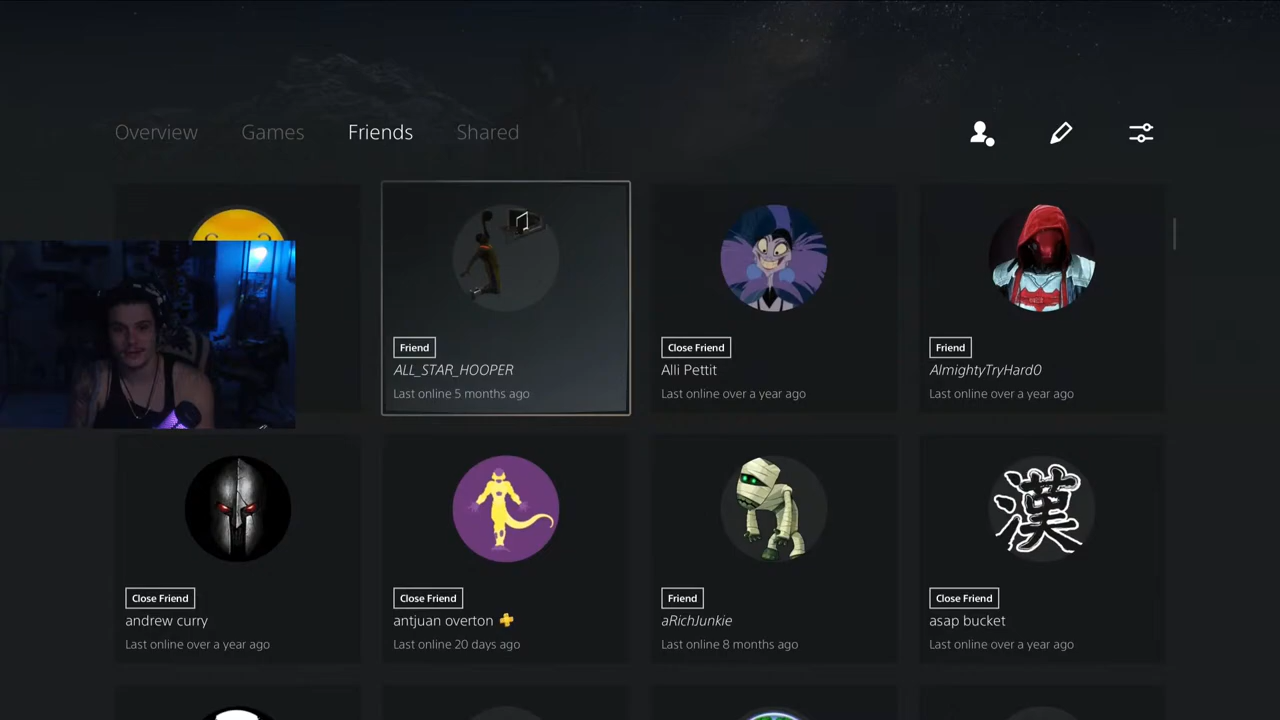 Overview Games Friends Shared
Friend
ALL_STAR_HOOPER
Last online 5 months ago
Close Friend
Alli Pettit
Last online over a year ago
Friend
AlmightyTryHard0
Last online over a year ago
Close Friend
andrew curry
Last online over a year ago
Close Friend
antjuan overton
Last online 20 days ago
Friend
aRichJunkie
Last online 8 months ago
漢
Close Friend
asap bucket
Last online over a year ago